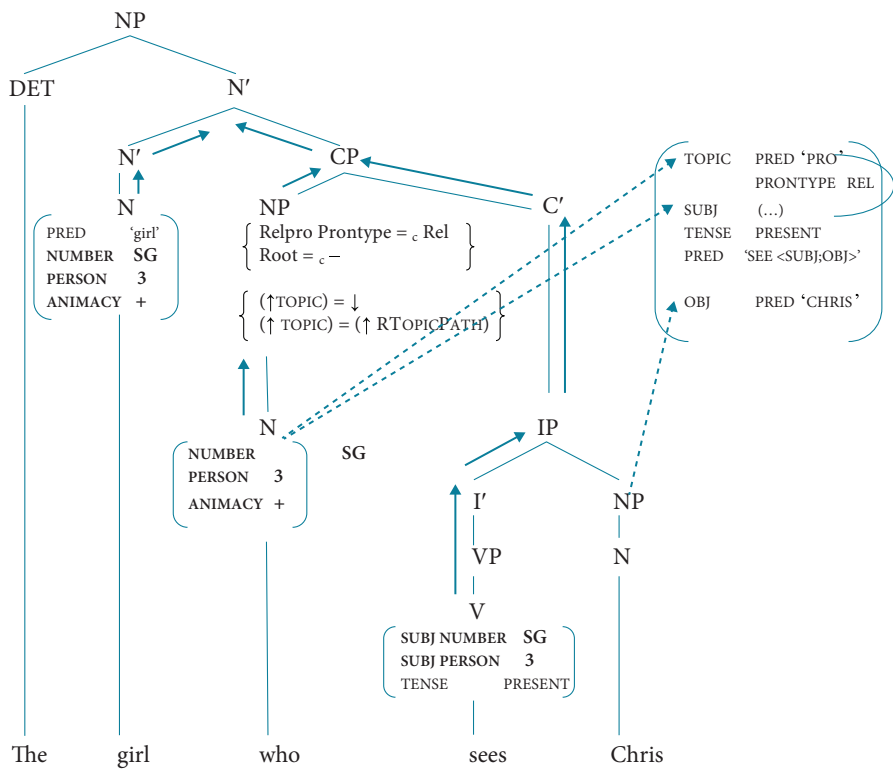 NP
DET N′
N′ CP
N NP C′
PRED ‘girl’
NUMBER SG
PERSON 3
ANIMACY +
Relpro Prontype = c Rel
Root = c –
(↑TOPIC) = ↓
(↑ TOPIC) = (↑ RTOPICPATH)
TOPIC PRED ‘PRO’
PRONTYPE REL
SUBJ (…)
TENSE PRESENT
PRED ‘SEE <SUBJ;OBJ>’
OBJ PRED ‘CHRIS’
N IP
NUMBER SG
PERSON 3
ANIMACY +
I′ NP
VP N
V
SUBJ NUMBER SG
SUBJ PERSON 3
TENSE PRESENT
The girl who sees Chris